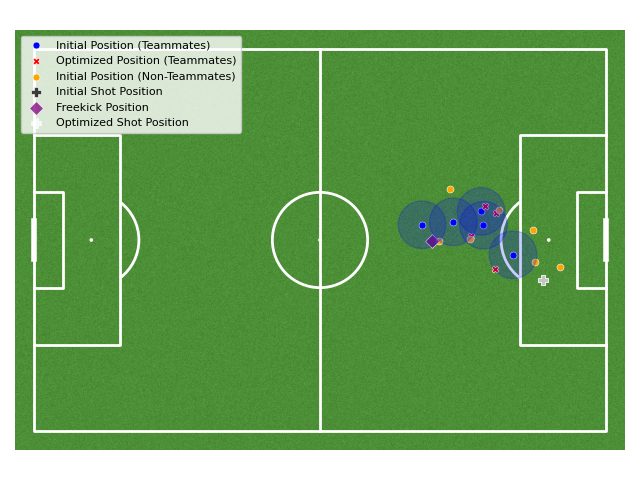 Initial Position (Teammates)
Optimized Position (Teammates)
Initial Position (Non-Teammates)
Initial Shot Position
Freekick Position
Optimized Shot Position